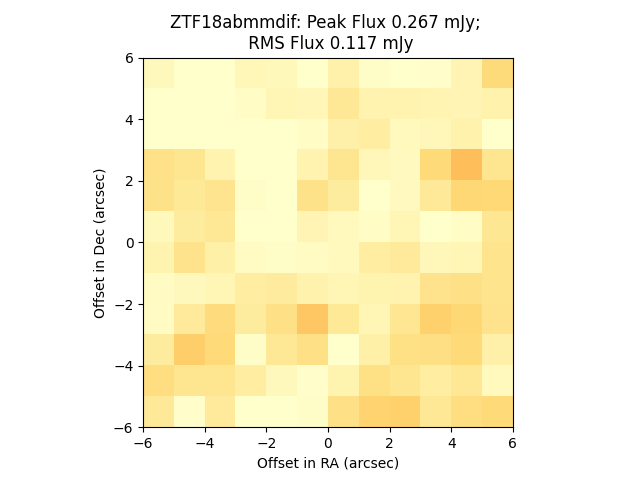 ZTF18abmmdif: Peak Flux 0.267 mJy;
RMS Flux 0.117 mJy
6
4
2
0
−2
−4
−6
Offset in Dec (arcsec)
−6 −4 −2 0 2 4 6
Offset in RA (arcsec)